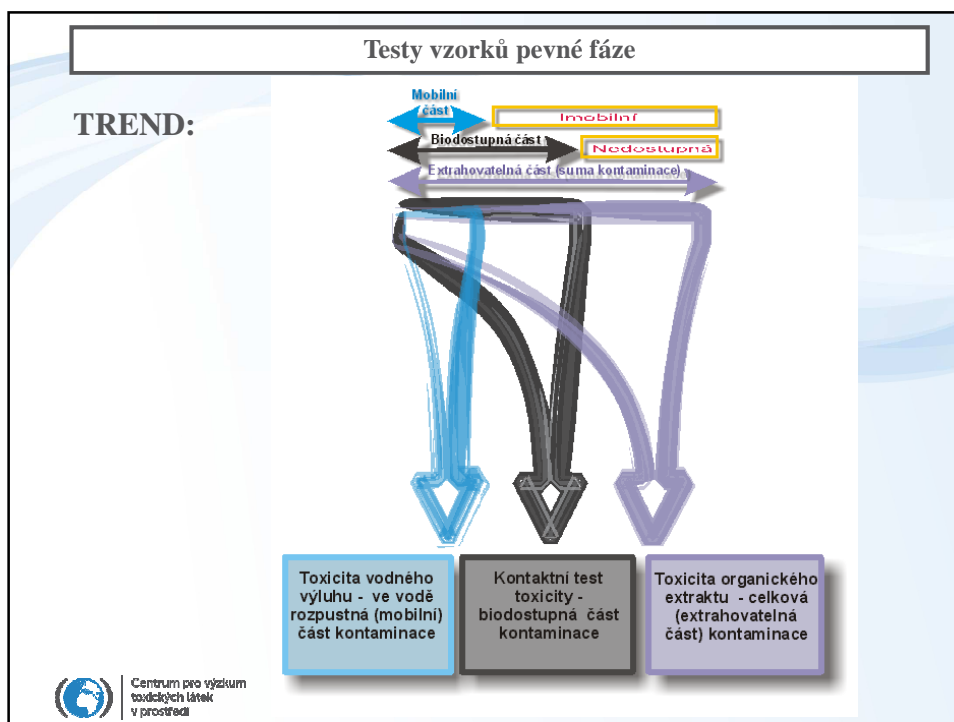 Testy vzorků pevné fáze
TREND:
Mobilní
část
Imobilní
Biodostupná část
Nedostupná
Extrahovatelná část (suma kontaminace)
Toxicita vodného
výluhu - ve vodě
rozpustná (mobilní)
část kontaminace
Kontaktní test
toxicity -
biodostupná část
kontaminace
Toxicita organického
extraktu - celková
(extrahovatelná
část) kontaminace
Centrum pro výzkum
toxických látek
v prostředí